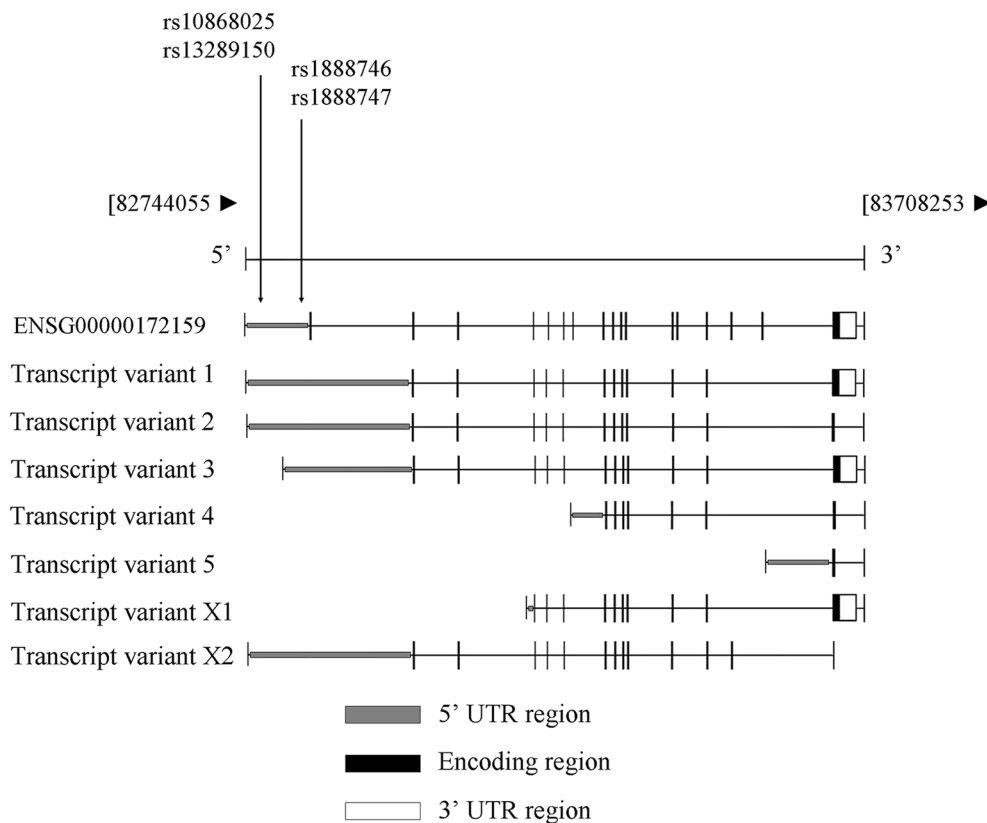 rs10868025
rs13289150
rs1888746
rs1888747
[82744055 ►
[83708253 ►
5’
3’
ENSG00000172159
Transcript variant 1
Transcript variant 2
Transcript variant 3
Transcript variant 4
Transcript variant 5
Transcript variant X1
Transcript variant X2
5’ UTR region
Encoding region
3’ UTR region